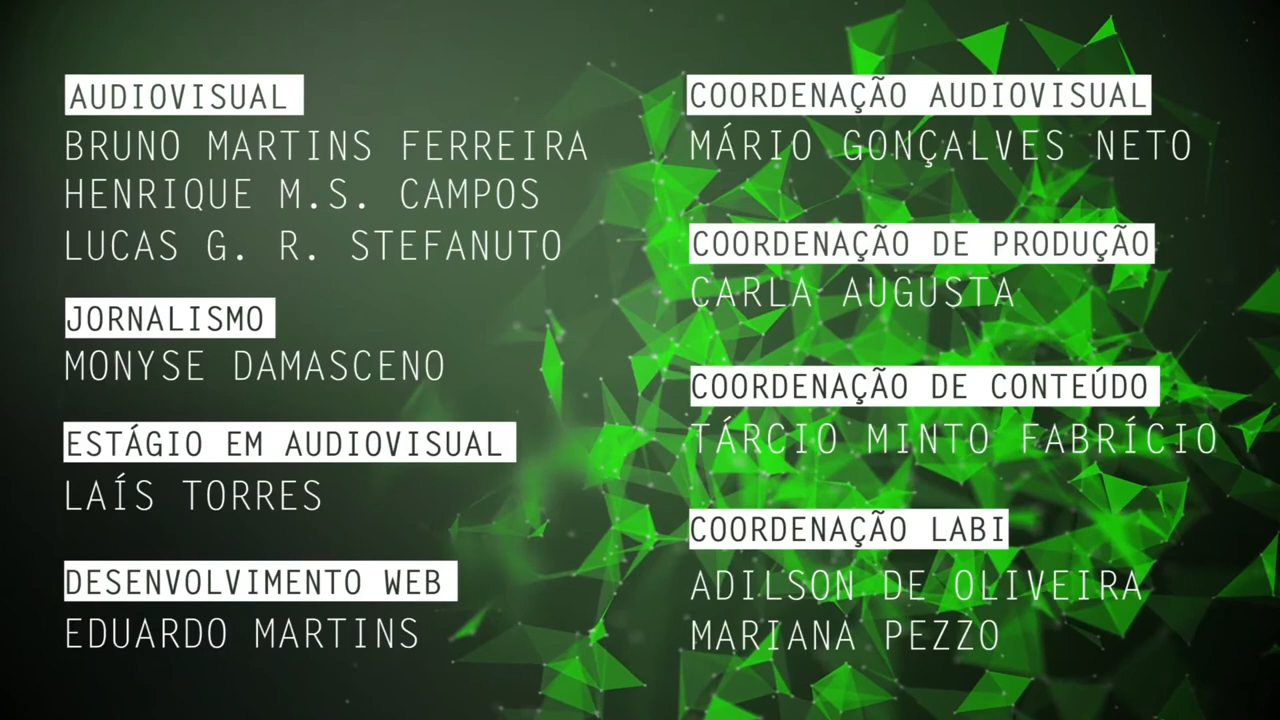 AUDIOVISUAL
BRUNO MARTINS FERREIRA
HENRIQUE M.S. CAMPOS
LUCAS G. R. STEFANUTO
JORNALISMO
MONYSE DAMASCENO
ESTÁGIO EM AUDIOVISUAL
LAÍS TORRES
DESENVOLVIMENTO WEB
EDUARDO MARTINS
COORDENAÇÃO AUDIOVISUAL
MÁRIO GONÇALVES NETO
COORDENAÇÃO DE PRODUÇÃO
CARLA AUGUSTA
COORDENAÇÃO DE CONTEÚDO
TÁRCIO MINTO FABRÍCIO
COORDENAÇÃO LABI
ADILSON DE OLIVEIRA
MARIANA PEZZO